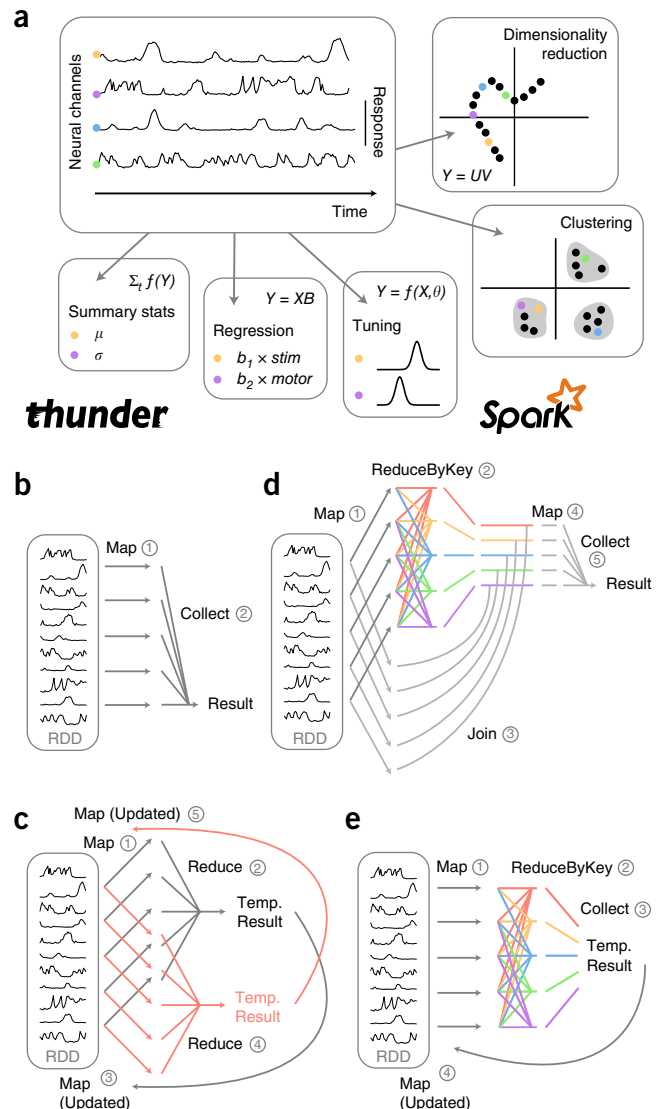 a
Neural channels
Response
Time
Dimensionality
reduction
Y = UV
Clustering
Σt f(Y)
Summary stats
μ
σ
Y = XB
Regression
b1 × stim
b2 × motor
Y = f(X,θ)
Tuning
thunder
Spark
b
Map ①
Collect ②
Result
RDD
d
ReduceByKey ②
Map ①
Map ④
Collect
⑤
Result
Join ③
RDD
c
Map (Updated) ⑤
Map ①
Reduce ②
Temp.
Result
Temp.
Result
Reduce ④
RDD
Map ③
(Updated)
e
Map ①
ReduceByKey ②
Collect ③
Temp.
Result
RDD
Map ④
(Updated)